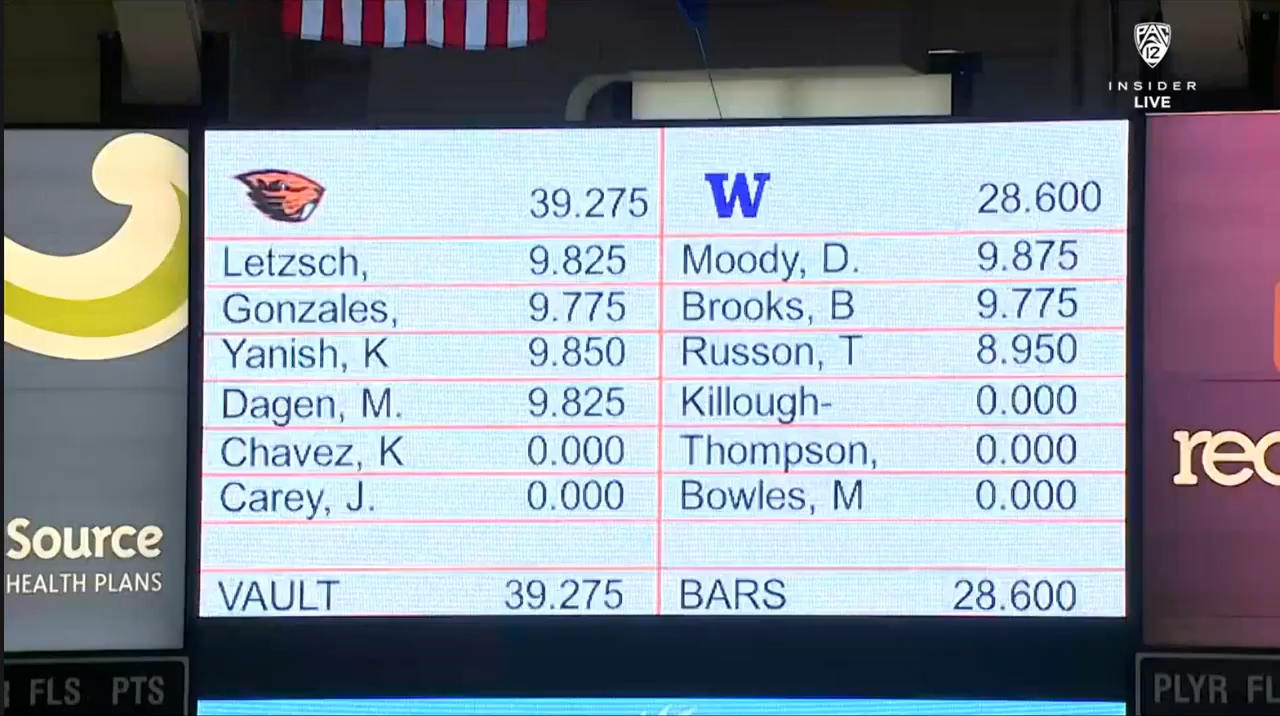 PAC
12
INSIDER
LIVE
39.275 W 28.600
Letzsch, 9.825 Moody, D. 9.875
Gonzales, 9.775 Brooks, B 9.775
Yanish, K 9.850 Russon, T 8.950
Dagen, M. 9.825 Killough- 0.000
Chavez, K 0.000 Thompson, 0.000
Carey, J. 0.000 Bowles, M 0.000
VAULT 39.275 BARS 28.600
Source
HEALTH PLANS
FLS PTS
PLYR FL